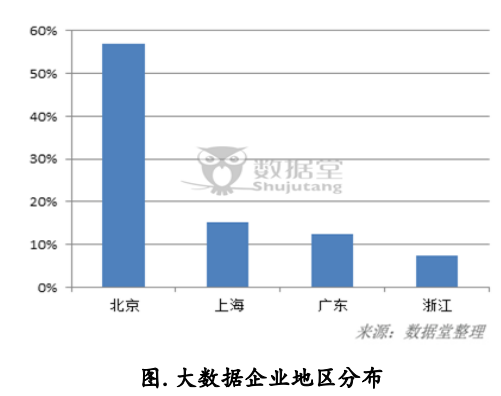 60%
50%
40%
30%
20%
10%
0%
数据堂
Shujutang
北京 上海 广东 浙江
来源：数据堂整理
图.大数据企业地区分布